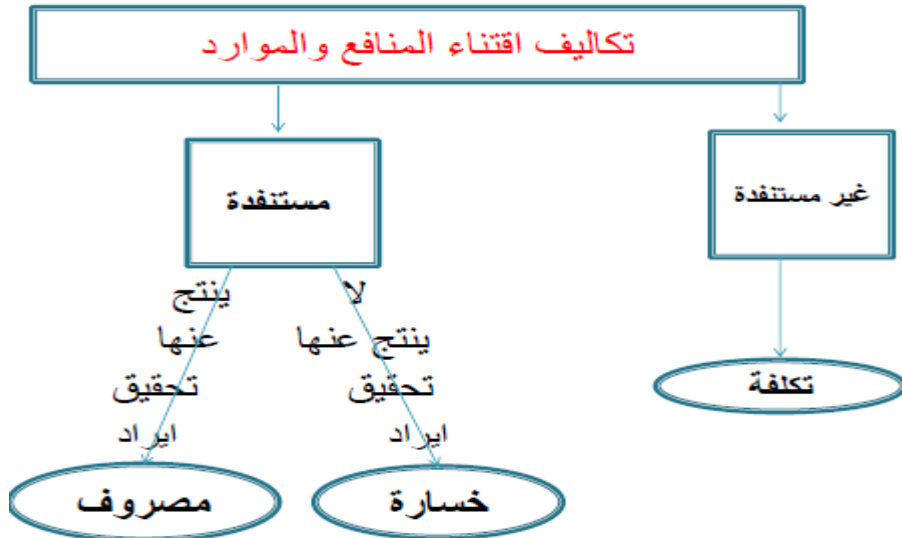 تكاليف اقتناء المنافع والموارد
غير مستنفدة
مستنفدة
لا
ينتج عنها
تحقيق
ايراد
ينتج
عنها
تحقيق
ايراد
تكلفة
خسارة
مصروف